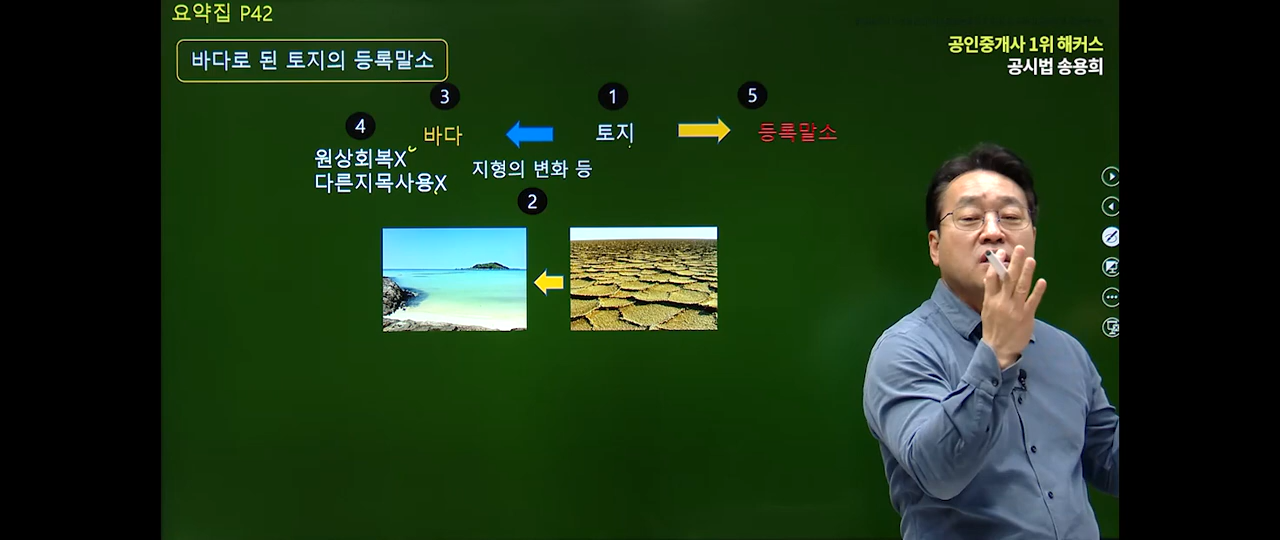 요약집 P42
공인중개사 1위 해커스
공시법 송용희
바다로 된 토지의 등록말소
3
1
5
4
바다
토지
등록말소
원상회복X
지형의 변화 등
다른지목사용X
2